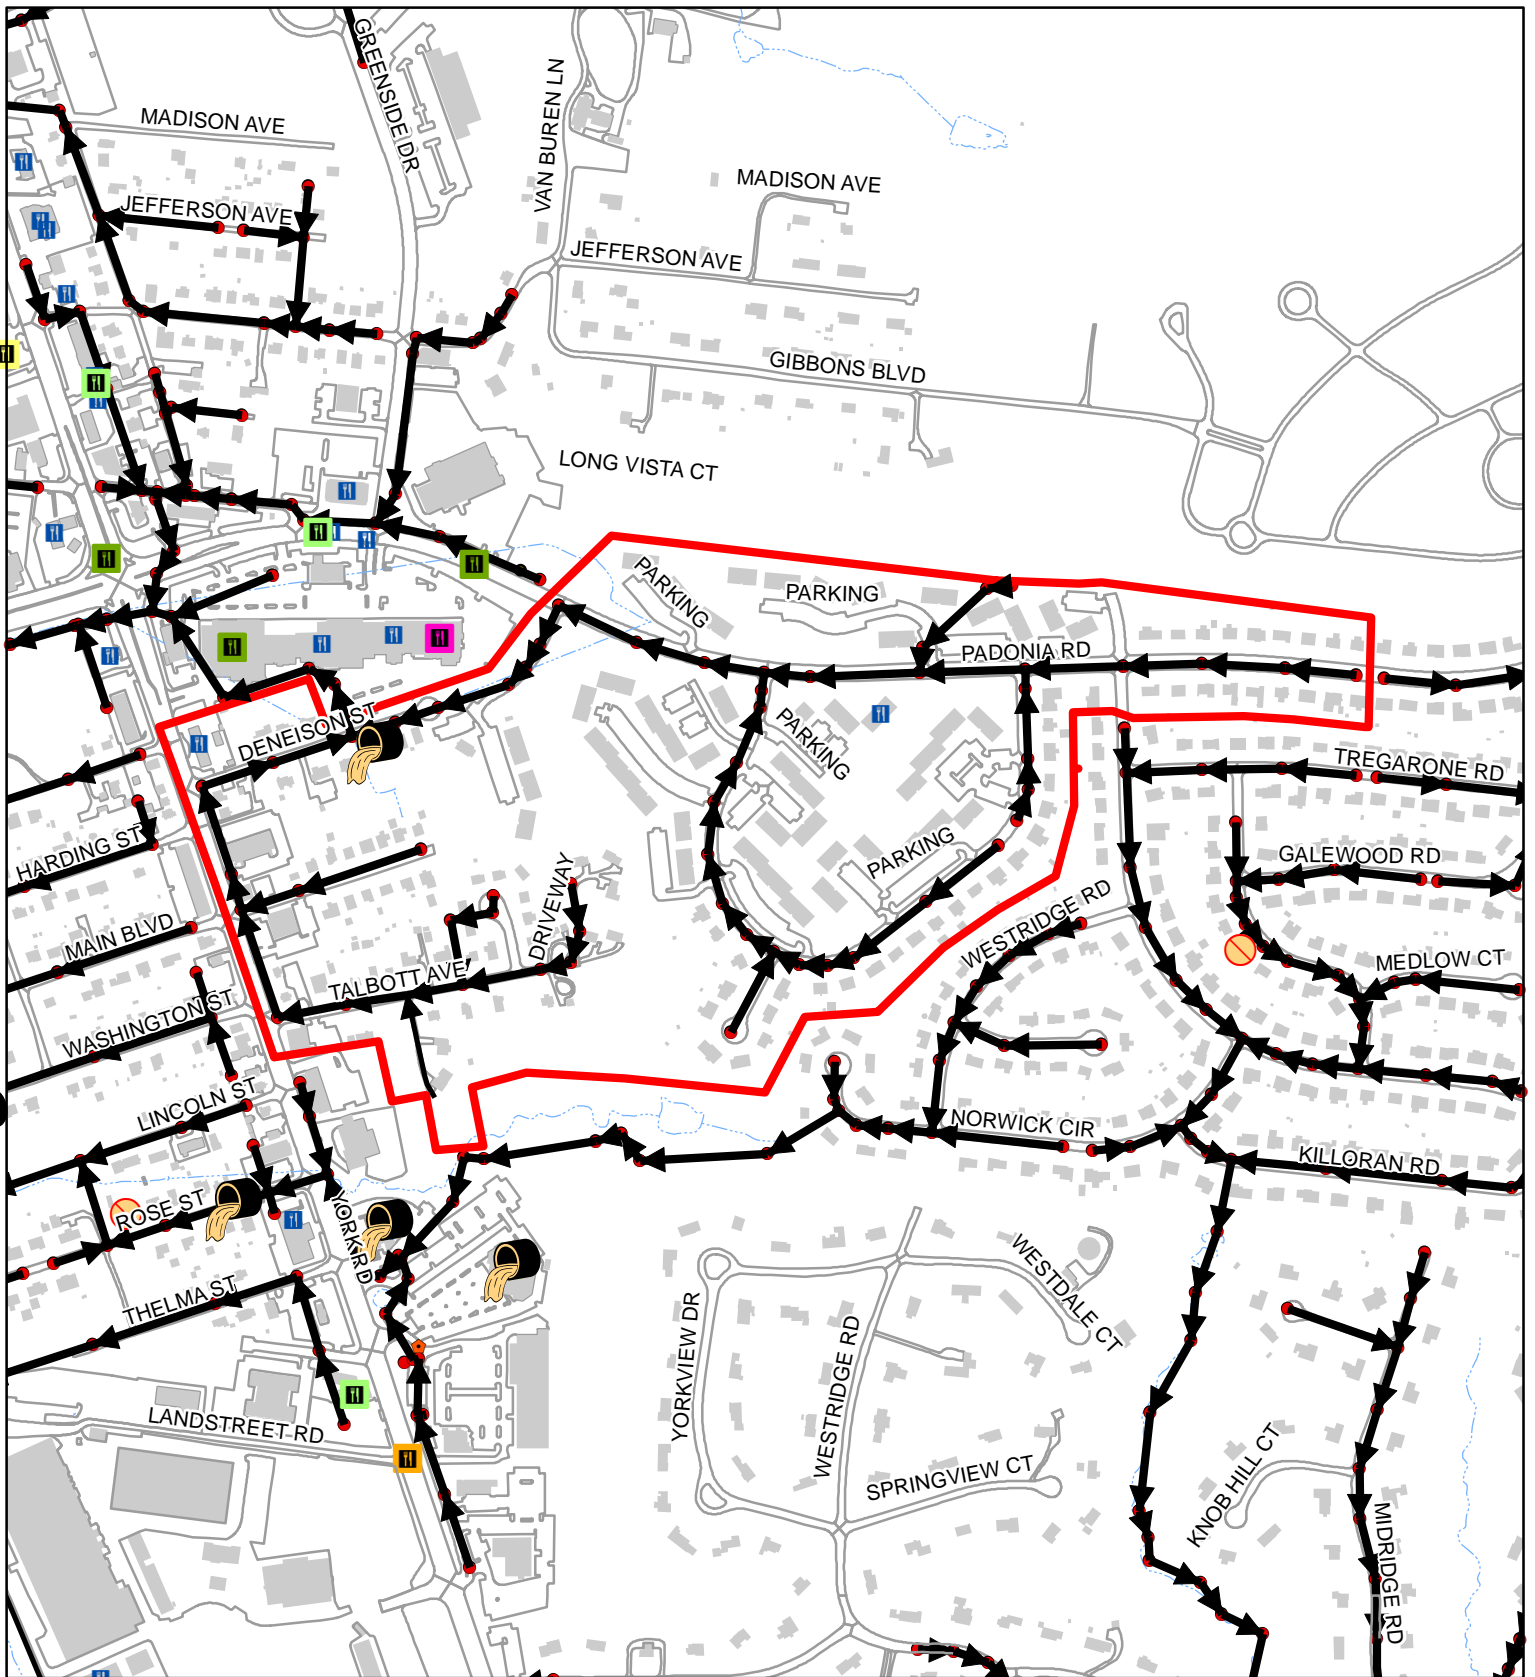 GREENSIDE DR
VAN BUREN LN
MADISON AVE
MADISON AVE
JEFFERSON AVE
JEFFERSON AVE
GIBBONS BLVD
LONG VISTA CT
PARKING
PARKING
PADONIA RD
DENEISON ST
PARKING
TREGARONE RD
HARDING ST
PARKING
GALEWOOD RD
DRIVEWAY
WESTRIDGE RD
MAIN BLVD
TALBOTT AVE
MEDLOW CT
WASHINGTON ST
LINCOLN ST
NORWICK CIR
KILLORAN RD
ROSE ST
YORK RD
WESTDALE CT
THELMA ST
YORKVIEW DR
WESTRIDGE RD
LANDSTREET RD
SPRINGVIEW CT
KNOB HILL CT
MIDRIDGE RD